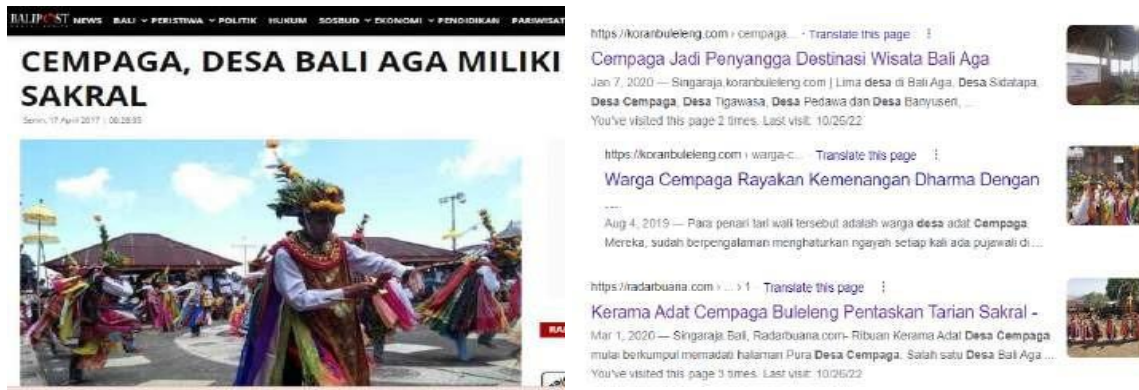 BALIPOST NEWS BALI PERISTIWA POLITIK HUKUM SOSBUD EKONOMI PENDIDIKAN PARIWISAT
CEMPAGA, DESA BALI AGA MILIKI
SAKRAL
Senin, 17 April 2017 |
https://koranbuleleng.com › cempaga... · Translate this page
Cempaga Jadi Penyangga Destinasi Wisata Bali Aga
Jan 7, 2020 — Singaraja,koranbuleleng.com | Lima desa di Bali Aga, Desa Sidatapa,
Desa Cempaga, Desa Tigawasa, Desa Pedawa dan Desa Banyuseri, ...
You've visited this page 2 times. Last visit: 10/26/22
https://koranbuleleng.com › warga-c... · Translate this page
Warga Cempaga Rayakan Kemenangan Dharma Dengan
...
Aug 4, 2019 — Para penari tari wali tersebut adalah warga desa adat Cempaga.
Mereka, sudah berpengalaman menghaturkan ngayah setiap kali ada pujawali di ...
https://radarbuana.com › ... › 1 · Translate this page
Kerama Adat Cempaga Buleleng Pentaskan Tarian Sakral -
Mar 1, 2020 — Singaraja Bali, Radarbuana.com- Ribuan Kerama Adat Desa Cempaga
mulai berkumpul memadati halaman Pura Desa Cempaga. Salah satu Desa Bali Aga ...
You've visited this page 3 times. Last visit: 10/26/22